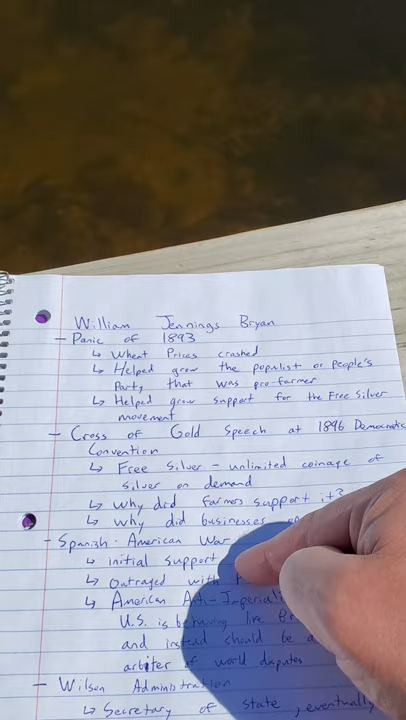 William Jennings Bryan
- Panic of 1893
↳ Wheat Prices crashed
↳ Helped grow the populist or People's
Party that was pro-farmer
↳ Helped grow support for the Free Silver
movement
- Cross of Gold Speech at 1896 Democratic
Convention
↳ Free Silver - unlimited coinage of
silver on demand
↳ why did farmers support it?
↳ why did businesses
- Spanish-American War
↳ initial support
↳ Outraged with
↳ American Anti-Imperial
U.S. is behaving like
and instead should be a
arbiter of world disputes
- Wilson Administration
↳ Secretary of State, eventually